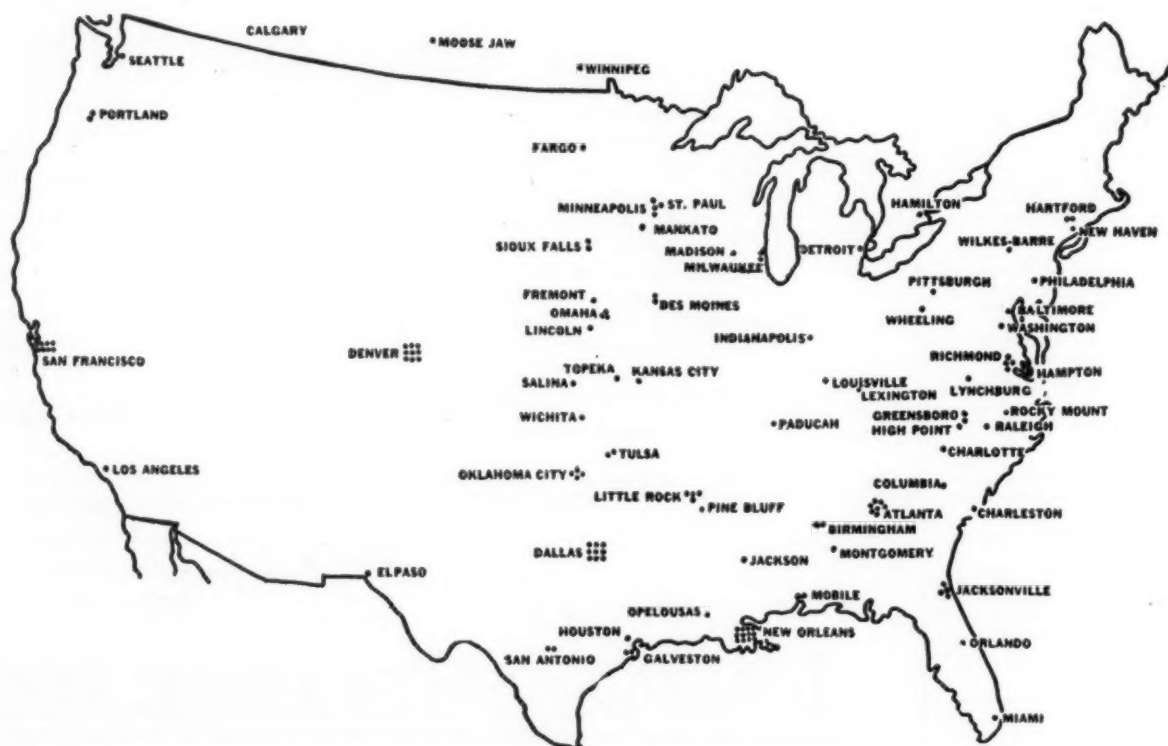 CALGARY
MOOSE JAW
SEATTLE
WINNIPEG
PORTLAND
FARGO
MINNEAPOLIS
ST. PAUL
HAMILTON
HARTFORD
MANKATO
NEW HAVEN
SIOUX FALLS
MADISON
DETROIT
WILKES-BARRE
MILWAUKEE
PITTSBURGH
PHILADELPHIA
FREMONT
DES MOINES
OMAHA
WHEELING
BALTIMORE
LINCOLN
WASHINGTON
INDIANAPOLIS
SAN FRANCISCO
DENVER
RICHMOND
HAMPTON
TOPEKA
KANSAS CITY
SALINA
LOUISVILLE
LYNCHBURG
LEXINGTON
WICHITA
PADUCAH
GREENSBORO
ROCKY MOUNT
HIGH POINT
RALEIGH
TULSA
CHARLOTTE
LOS ANGELES
OKLAHOMA CITY
COLUMBIA
LITTLE ROCK
PINE BLUFF
ATLANTA
CHARLESTON
BIRMINGHAM
DALLAS
MONTGOMERY
JACKSON
EL PASO
JACKSONVILLE
MOBILE
OPELOUSAS
NEW ORLEANS
HOUSTON
ORLANDO
SAN ANTONIO
GALVESTON
MIAMI